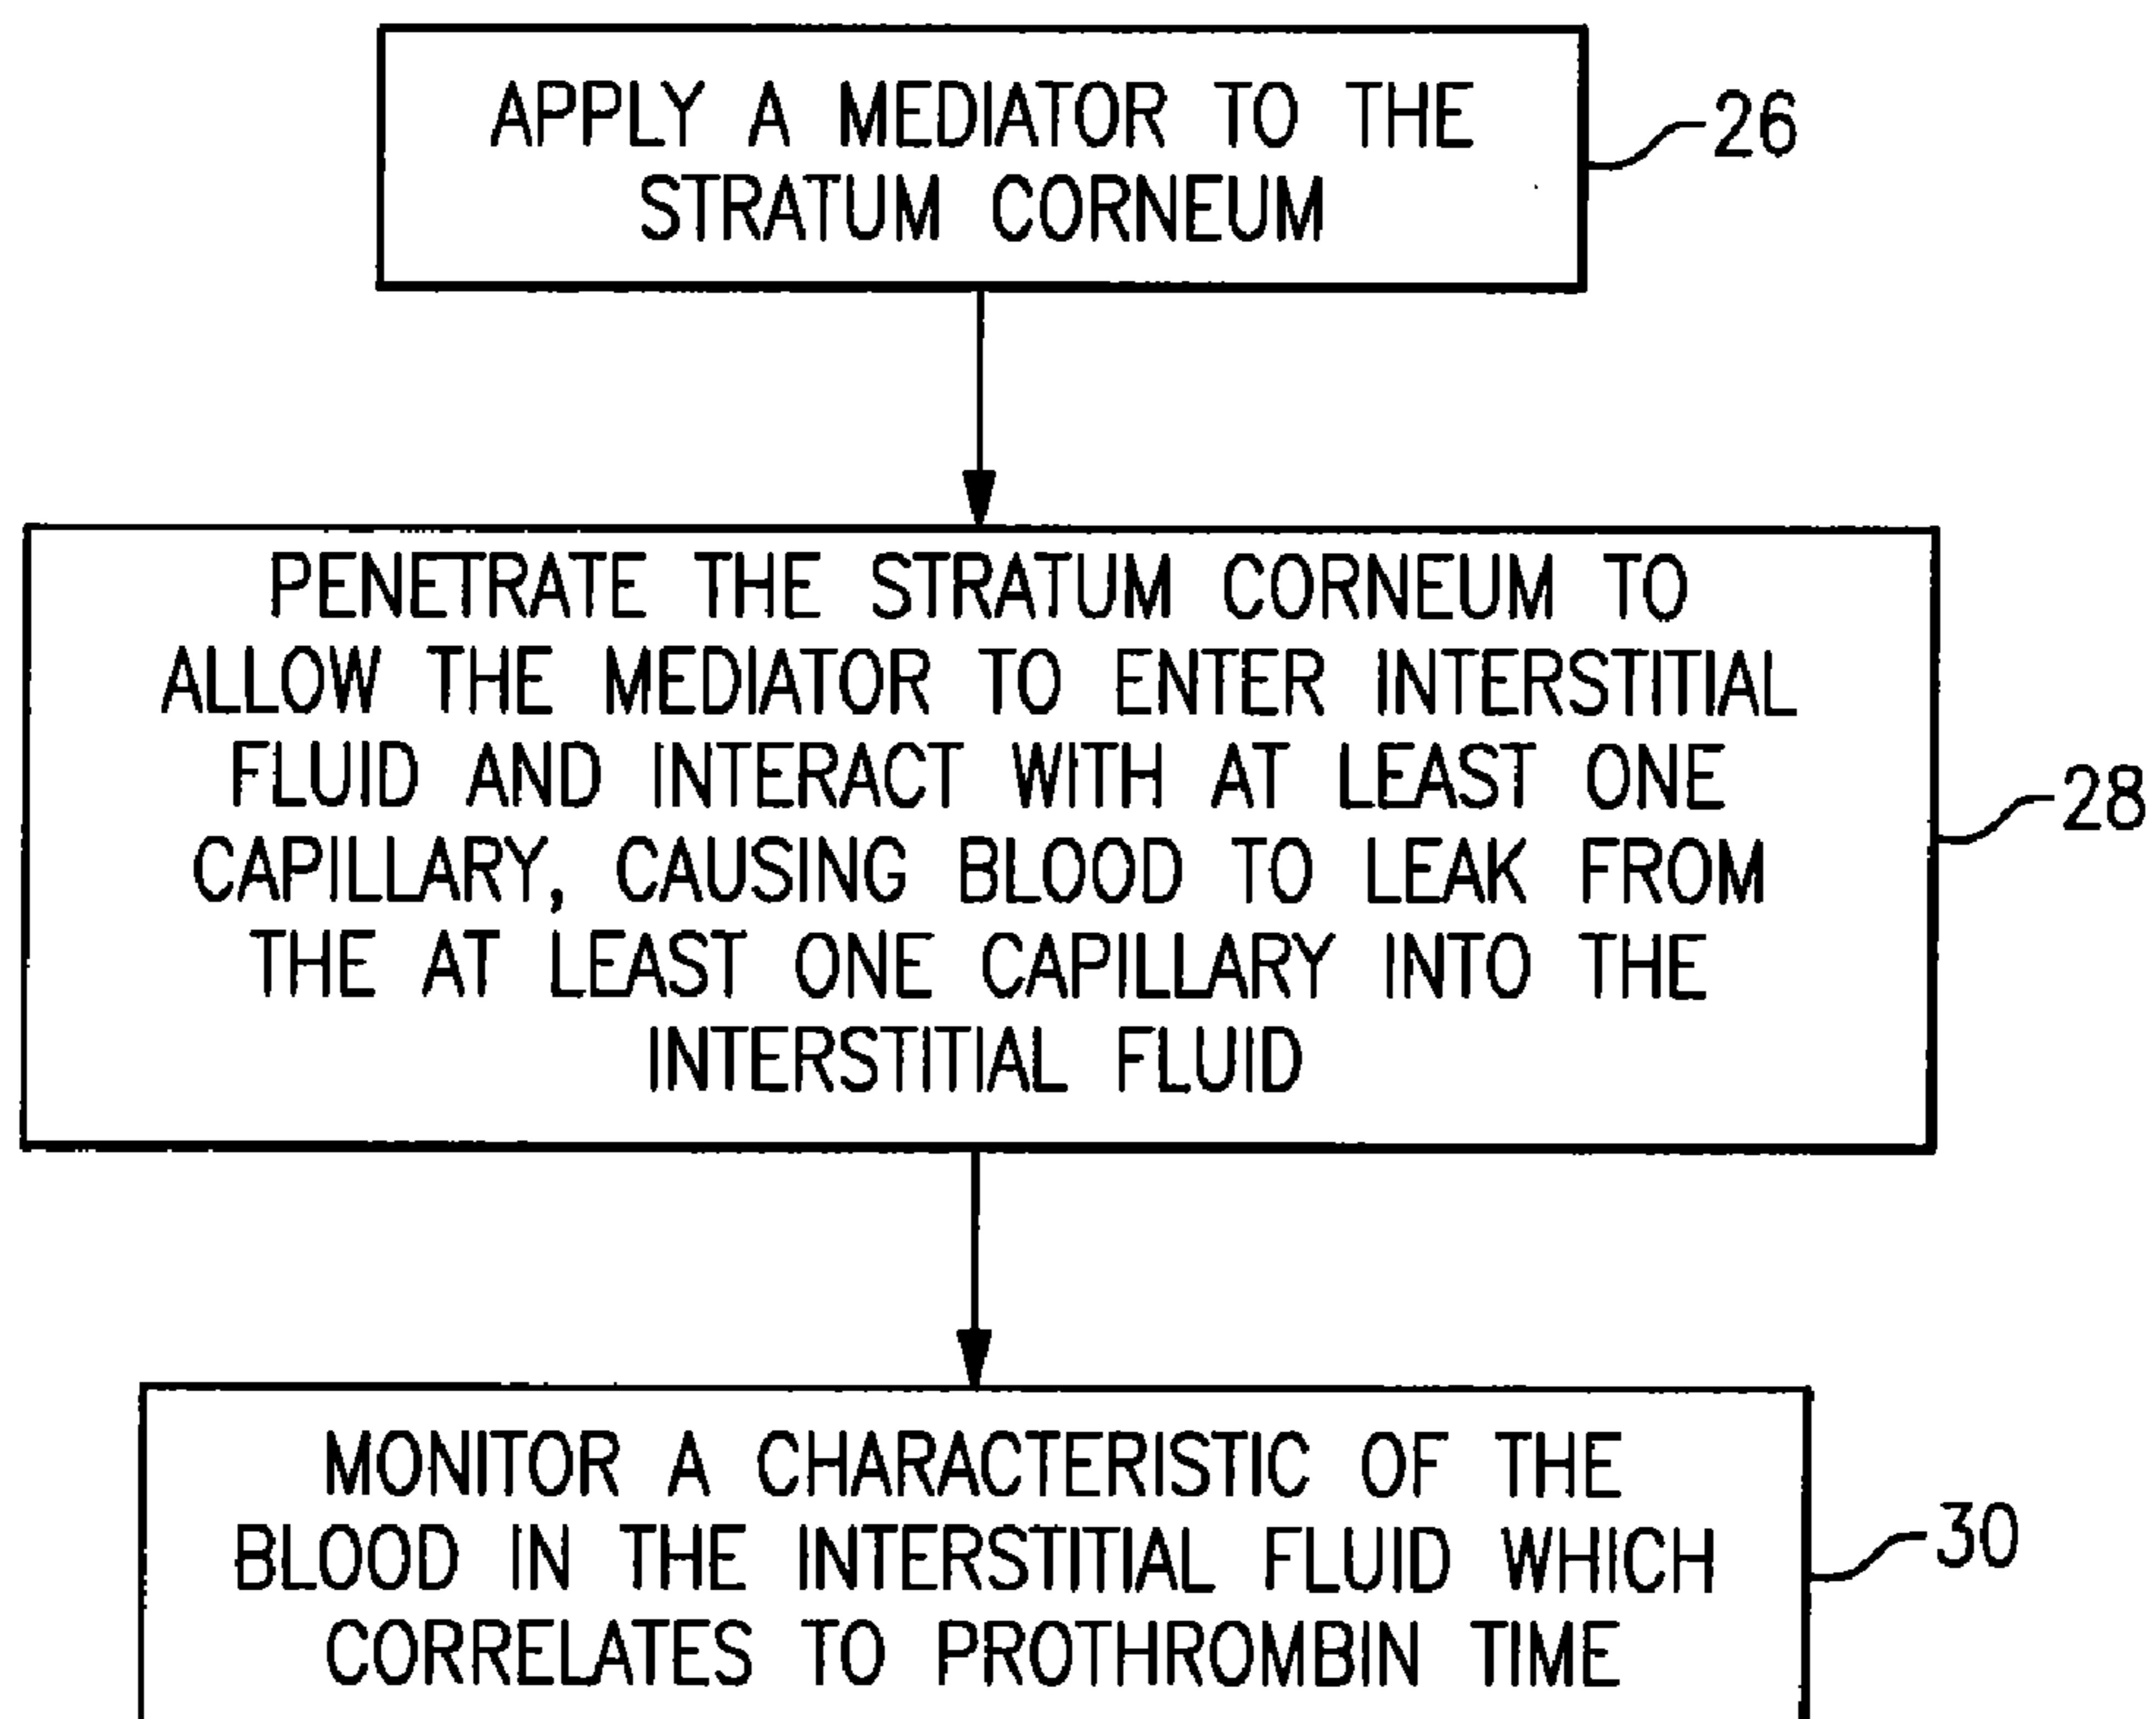 APPLY A MEDIATOR TO THE
STRATUM CORNEUM
26
PENETRATE THE STRATUM CORNEUM TO
ALLOW THE MEDIATOR TO ENTER INTERSTITIAL
FLUID AND INTERACT WITH AT LEAST ONE
CAPILLARY, CAUSING BLOOD TO LEAK FROM
THE AT LEAST ONE CAPILLARY INTO THE
INTERSTITIAL FLUID
28
MONITOR A CHARACTERISTIC OF THE
BLOOD IN THE INTERSTITIAL FLUID WHICH
CORRELATES TO PROTHROMBIN TIME
30